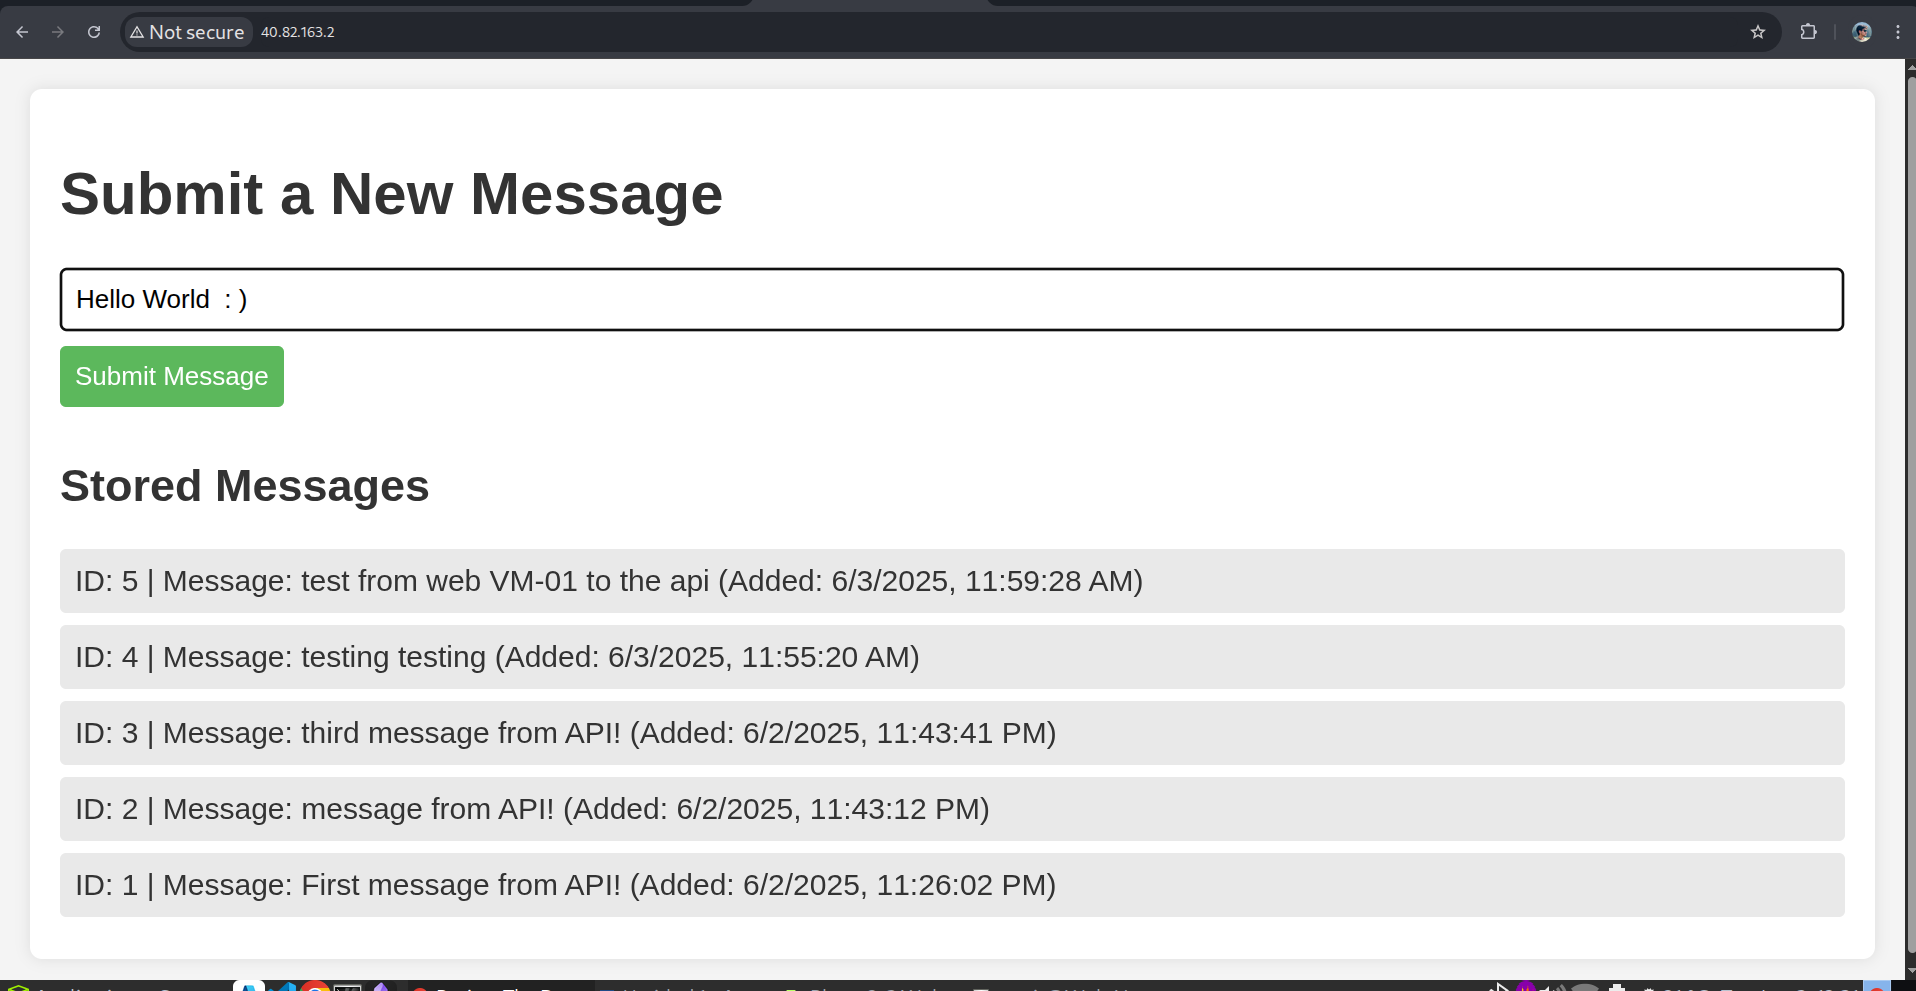 Not secure 40.82.163.2
Submit a New Message
Hello World  : )
Submit Message
Stored Messages
ID: 5 | Message: test from web VM-01 to the api (Added: 6/3/2025, 11:59:28 AM)
ID: 4 | Message: testing testing (Added: 6/3/2025, 11:55:20 AM)
ID: 3 | Message: third message from API! (Added: 6/2/2025, 11:43:41 PM)
ID: 2 | Message: message from API! (Added: 6/2/2025, 11:43:12 PM)
ID: 1 | Message: First message from API! (Added: 6/2/2025, 11:26:02 PM)